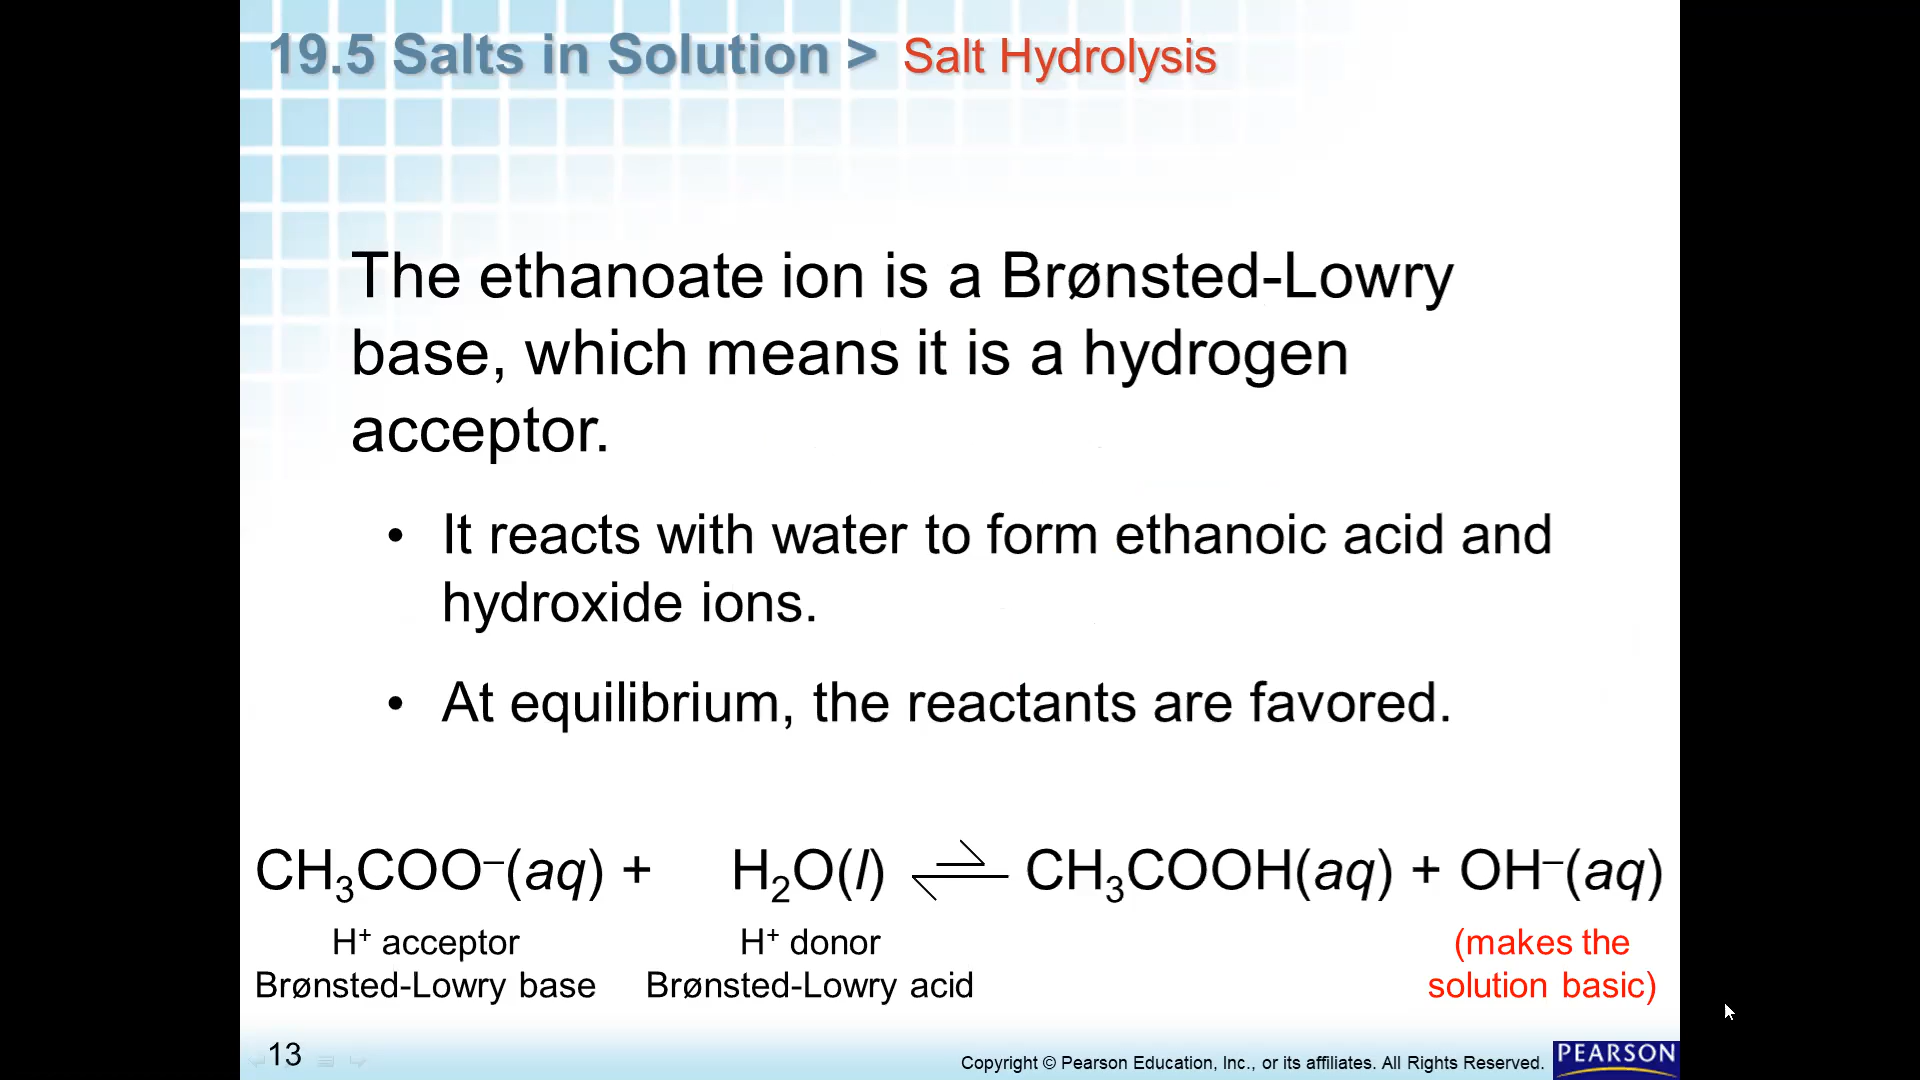 19.5 Salts in Solution > Salt Hydrolysis
The ethanoate ion is a Brønsted-Lowry
base, which means it is a hydrogen
acceptor.
• It reacts with water to form ethanoic acid and
hydroxide ions.
• At equilibrium, the reactants are favored.
CH₃COO⁻(aq) + H₂O(l) ⇌ CH₃COOH(aq) + OH⁻(aq)
H⁺ acceptor H⁺ donor (makes the
Brønsted-Lowry base Brønsted-Lowry acid solution basic)
13 Copyright © Pearson Education, Inc., or its affiliates. All Rights Reserved. PEARSON